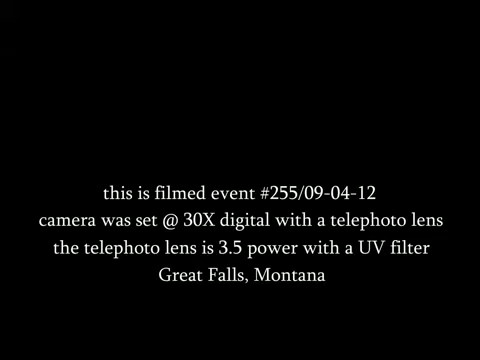 this is filmed event #255/09-04-12
camera was set @ 30X digital with a telephoto lens
the telephoto lens is 3.5 power with a UV filter
Great Falls, Montana